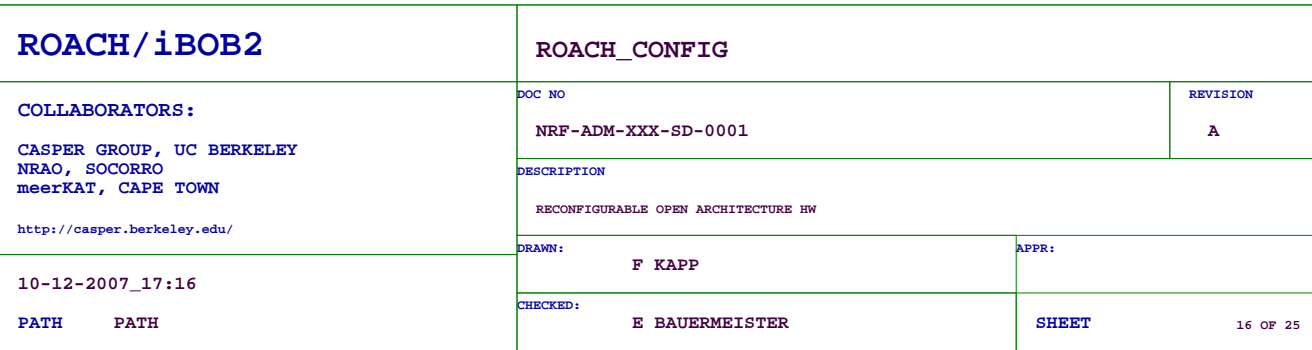 ROACH/iBOB2
COLLABORATORS:
CASPER GROUP, UC BERKELEY
NRAO, SOCORRO
meerKAT, CAPE TOWN
http://casper.berkeley.edu/
10-12-2007_17:16
PATH PATH
ROACH_CONFIG
DOC NO
NRF-ADM-XXX-SD-0001
REVISION
A
DESCRIPTION
RECONFIGURABLE OPEN ARCHITECTURE HW
DRAWN:
F KAPP
APPR:
CHECKED:
E BAUERMEISTER
SHEET 16 OF 25